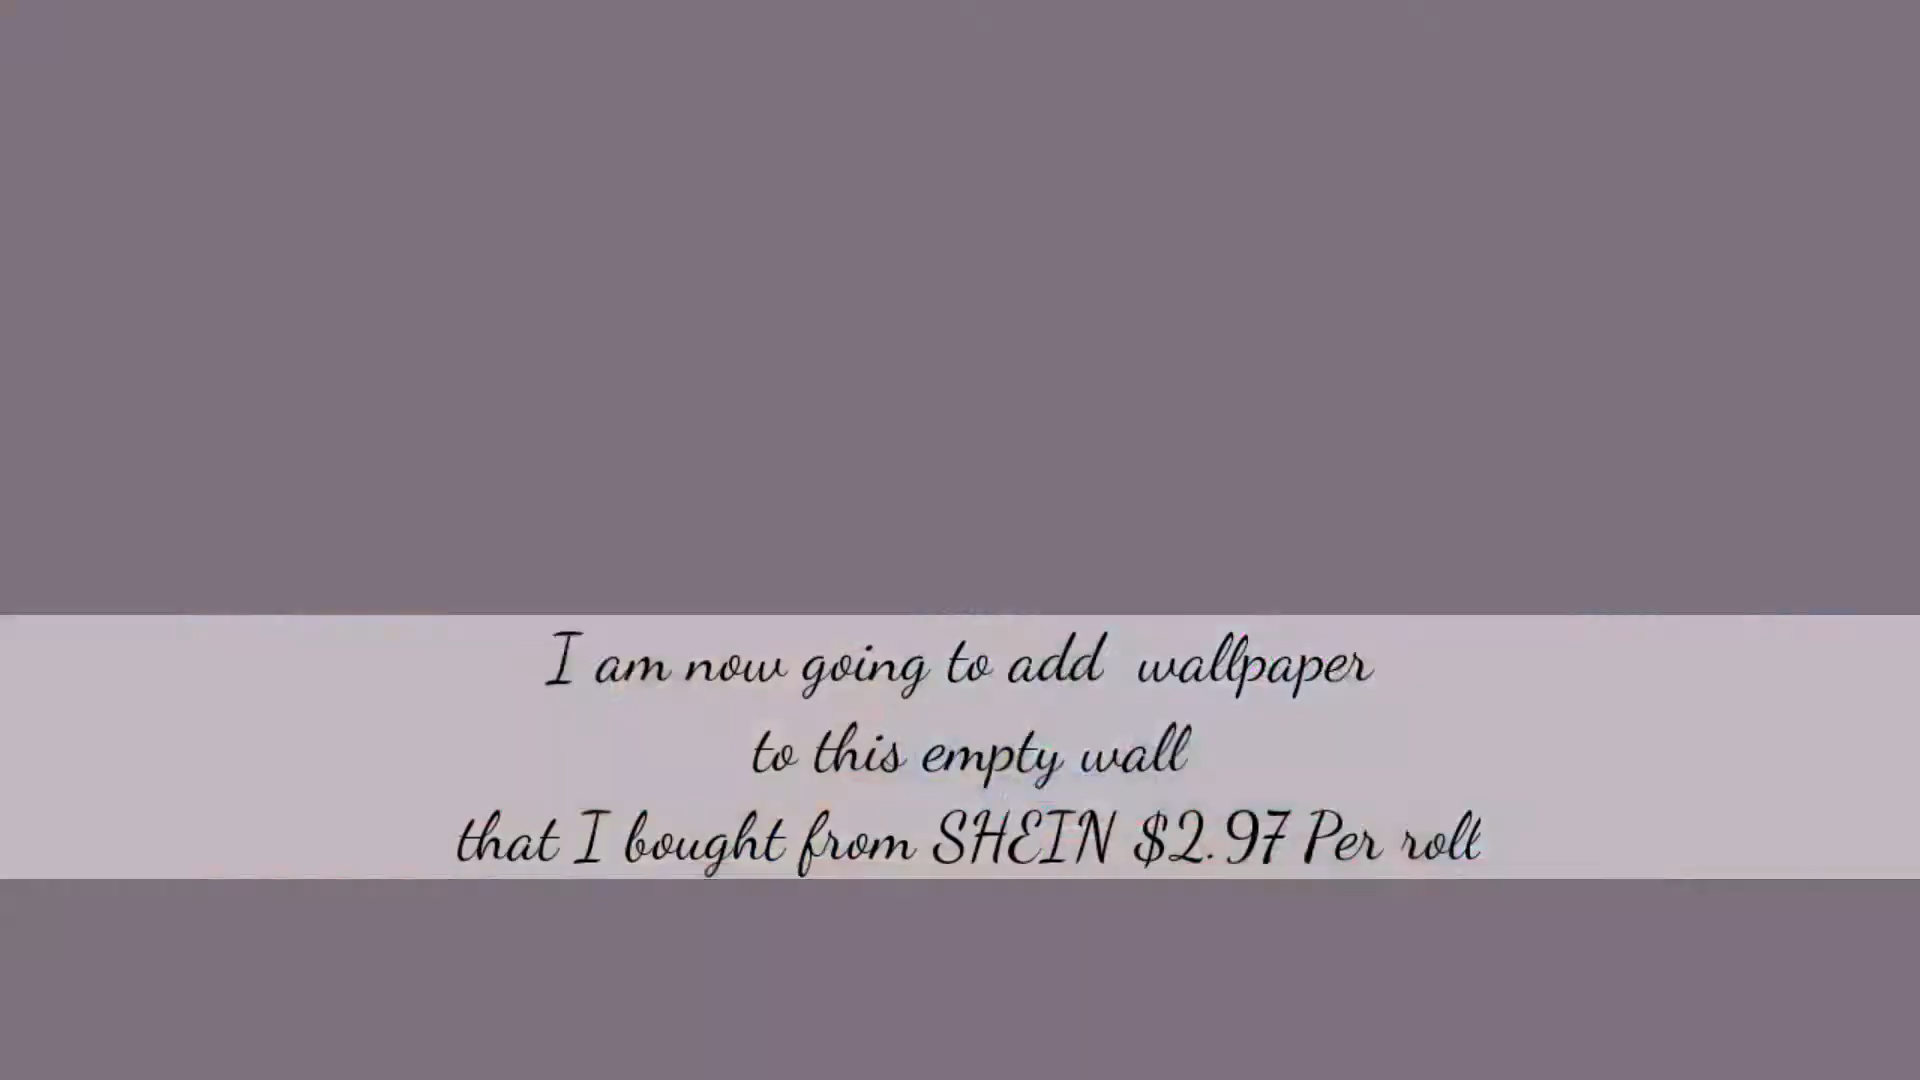 I am now going to add wallpaper
to this empty wall
that I bought from SHEIN $2.97 Per roll